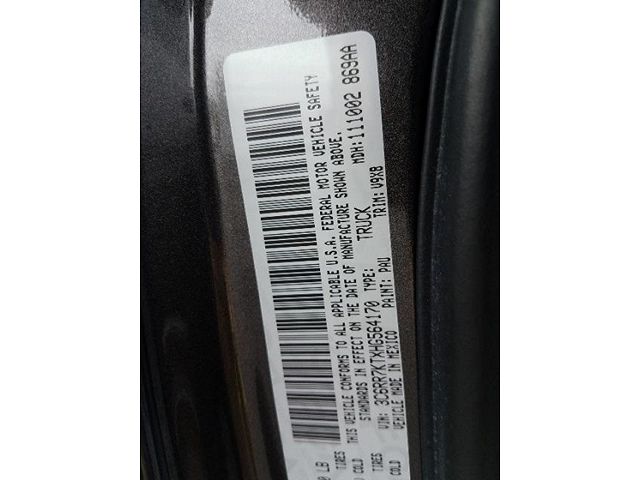 0 LB
TIRES
COLD
THIS VEHICLE CONFORMS TO ALL APPLICABLE U.S.A. FEDERAL MOTOR VEHICLE SAFETY
STANDARDS IN EFFECT ON THE DATE OF MANUFACTURE SHOWN ABOVE.
VIN: 3C6RR7KTXHG564170 TYPE: TRUCK MDH:111002 869AA
VEHICLE MADE IN MEXICO PAINT: PAU TRIM: V9X8
TIRES
COLD